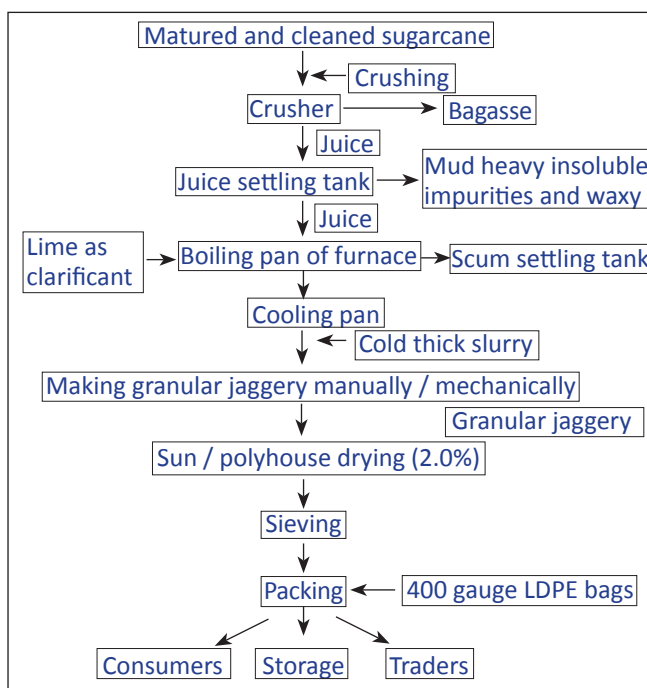 Matured and cleaned sugarcane
Crushing
Crusher
Bagasse
Juice
Juice settling tank
Mud heavy insoluble
impurities and waxy
Juice
Lime as
clarificant
Boiling pan of furnace
Scum settling tank
Cooling pan
Cold thick slurry
Making granular jaggery manually / mechanically
Granular jaggery
Sun / polyhouse drying (2.0%)
Sieving
Packing
400 gauge LDPE bags
Consumers
Storage
Traders